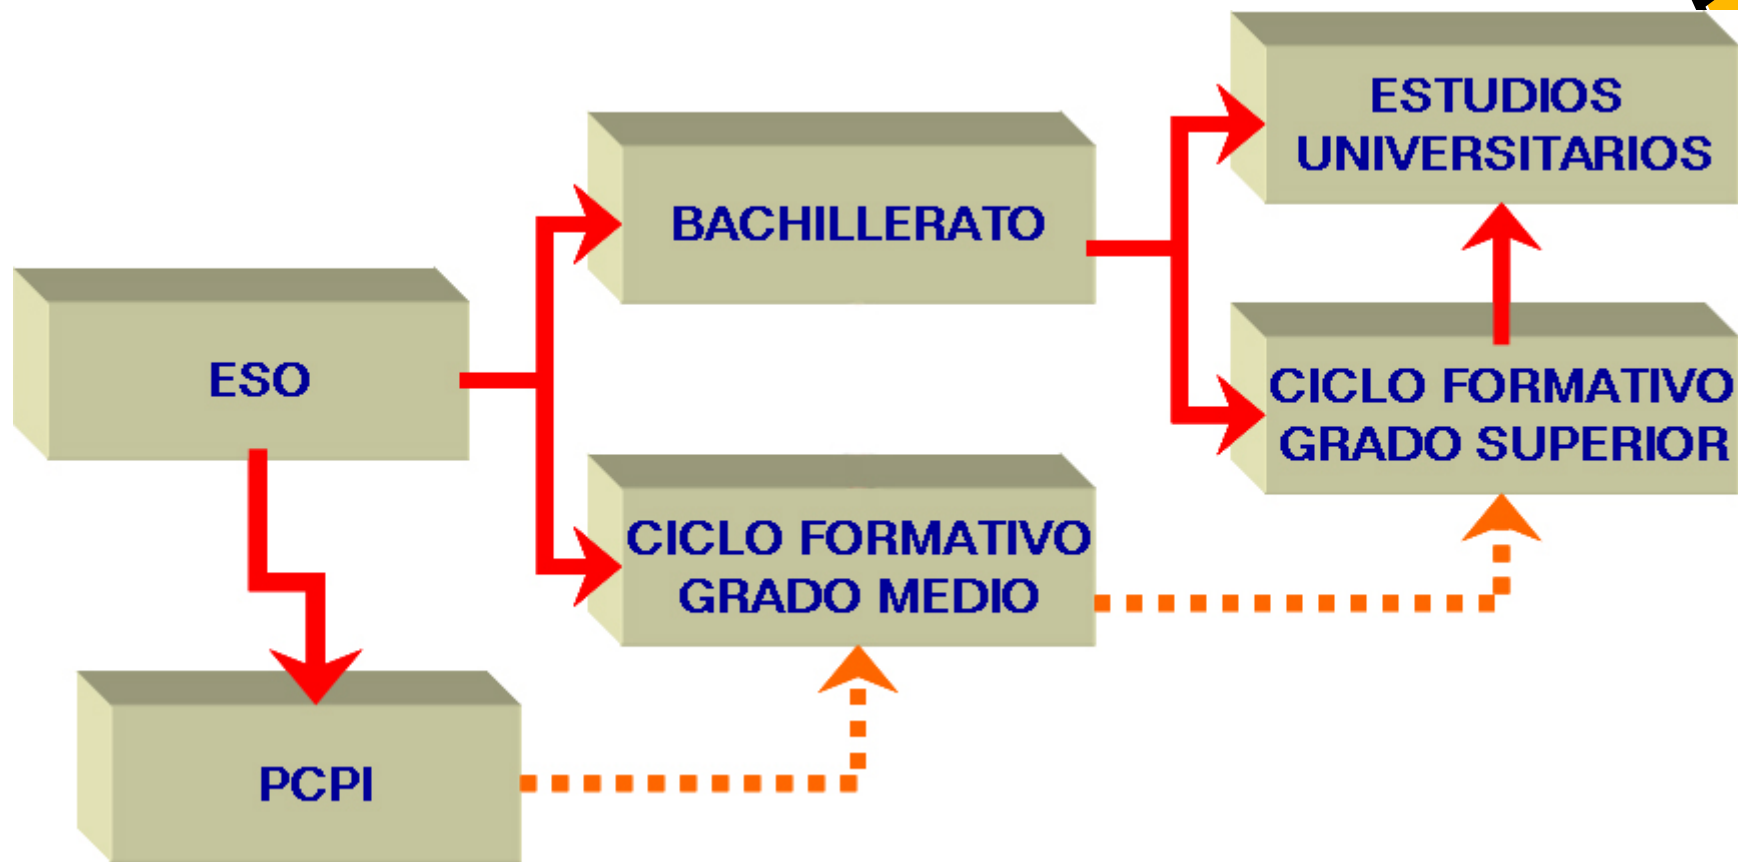 ESTUDIOS
UNIVERSITARIOS
BACHILLERATO
ESO
CICLO FORMATIVO
GRADO SUPERIOR
CICLO FORMATIVO
GRADO MEDIO
PCPI